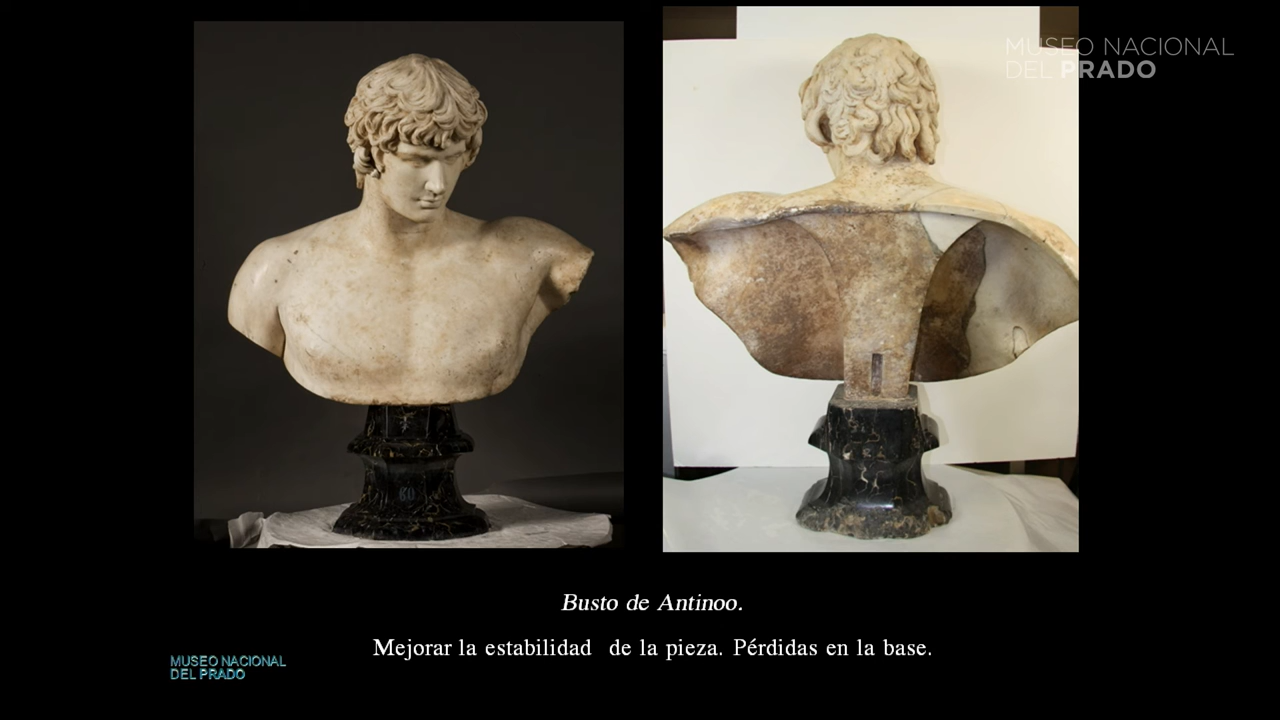 MUSEO NACIONAL
DEL PRADO
60
Busto de Antinoo.
Mejorar la estabilidad de la pieza. Pérdidas en la base.
MUSEO NACIONAL
DEL PRADO